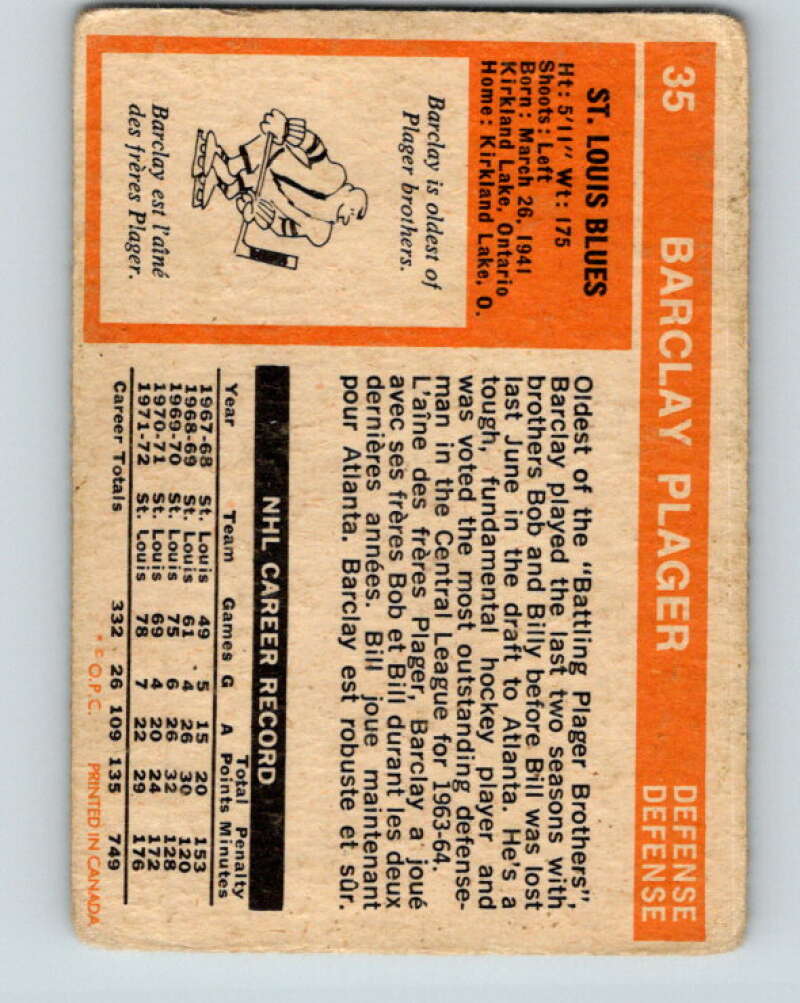 35 BARCLAY PLAGER DEFENSE
DEFENSE
ST. LOUIS BLUES
Ht: 5'11" Wt: 175
Shoots: Left
Born: March 26, 1941
Kirkland Lake, Ontario
Home: Kirkland Lake, O.
Barclay is oldest of
Plager brothers.
Barclay est l'aîné
des frères Plager.
Oldest of the "Battling Plager Brothers",
Barclay played the last two seasons with
brothers Bob and Billy before Bill was lost
last June in the draft to Atlanta. He's a
tough, fundamental hockey player and
was voted the most outstanding defense-
man in the Central League for 1963-64.
L'aîne des frères Plager, Barclay a joué
avec ses frères Bob et Bill durant les deux
dernières années. Bill joue maintenant
pour Atlanta. Barclay est robuste et sûr.
NHL CAREER RECORD
Total Penalty
Year Team Games G A Points Minutes
1967-68 St. Louis 49 5 15 20 153
1968-69 St. Louis 61 4 26 30 120
1969-70 St. Louis 75 6 26 32 128
1970-71 St. Louis 69 4 20 24 172
1971-72 St. Louis 78 7 22 29 176
Career Totals 332 26 109 135 749
* © O.P.C. PRINTED IN CANADA